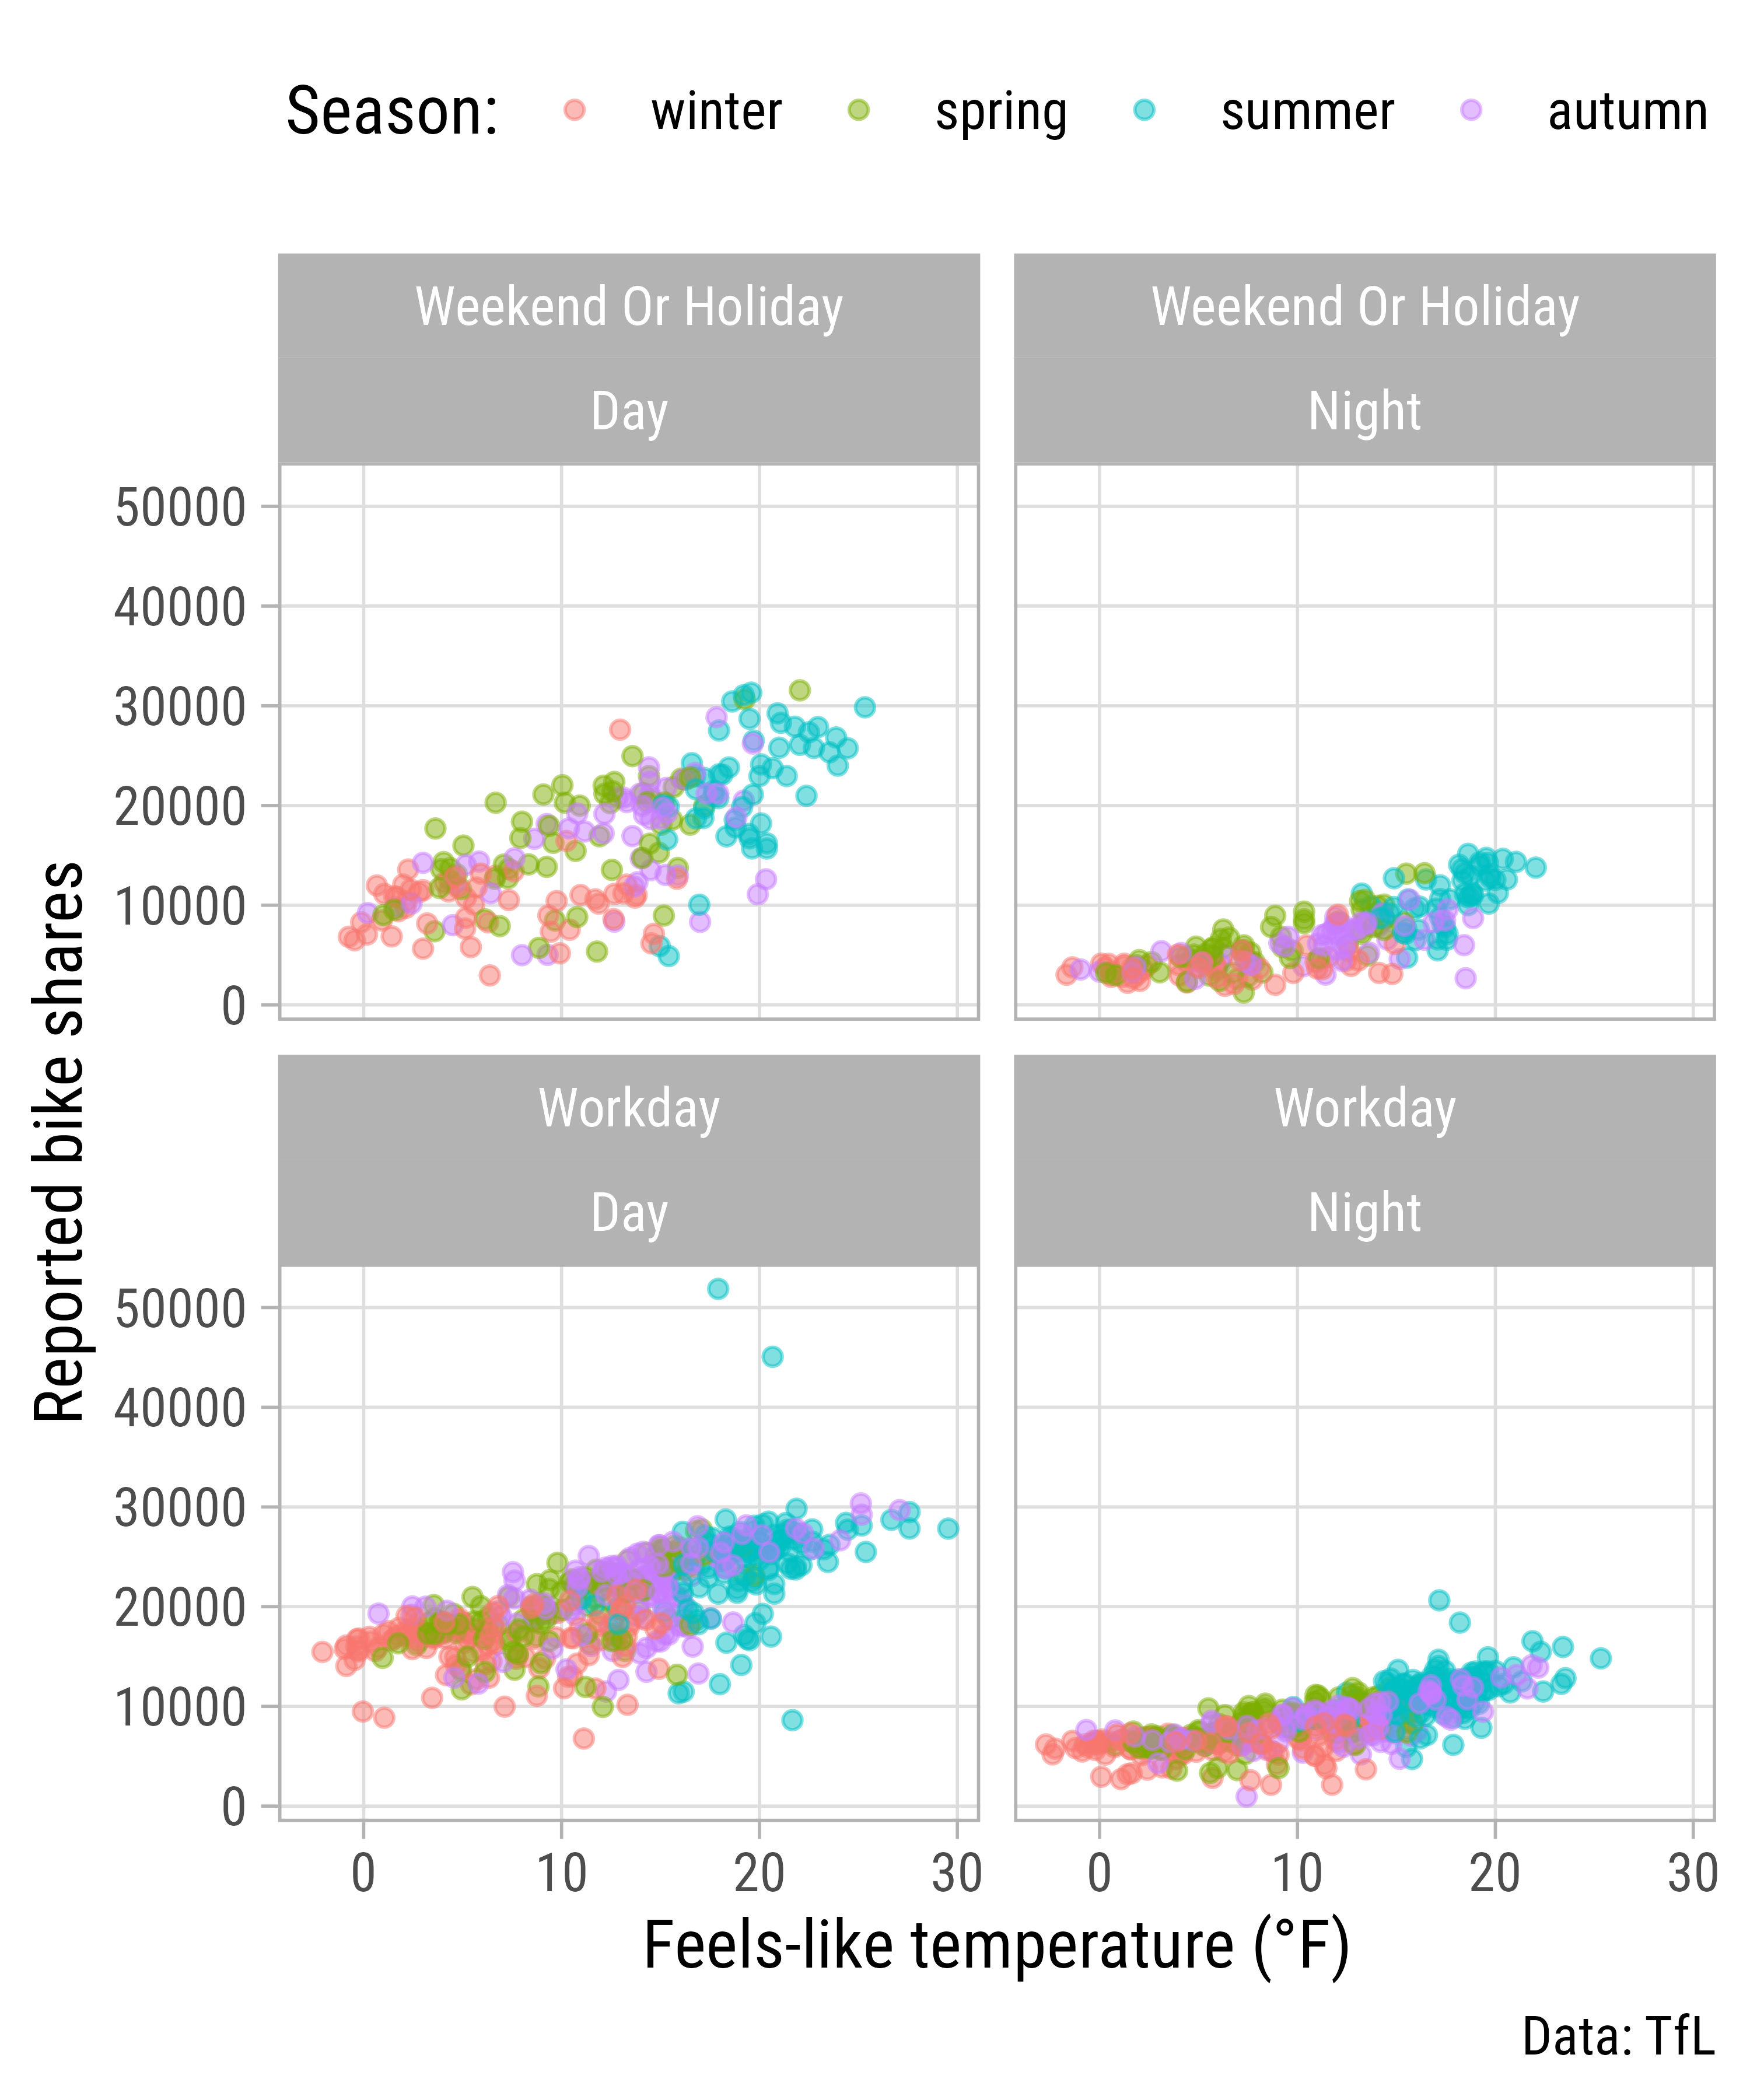 Season: winter spring summer autumn
Weekend Or Holiday
Day
Weekend Or Holiday
Night
50000
40000
30000
20000
10000
0
Workday
Day
Workday
Night
50000
40000
30000
20000
10000
0
0 10 20 30
0 10 20 30
Reported bike shares
Feels-like temperature (°F)
Data: TfL